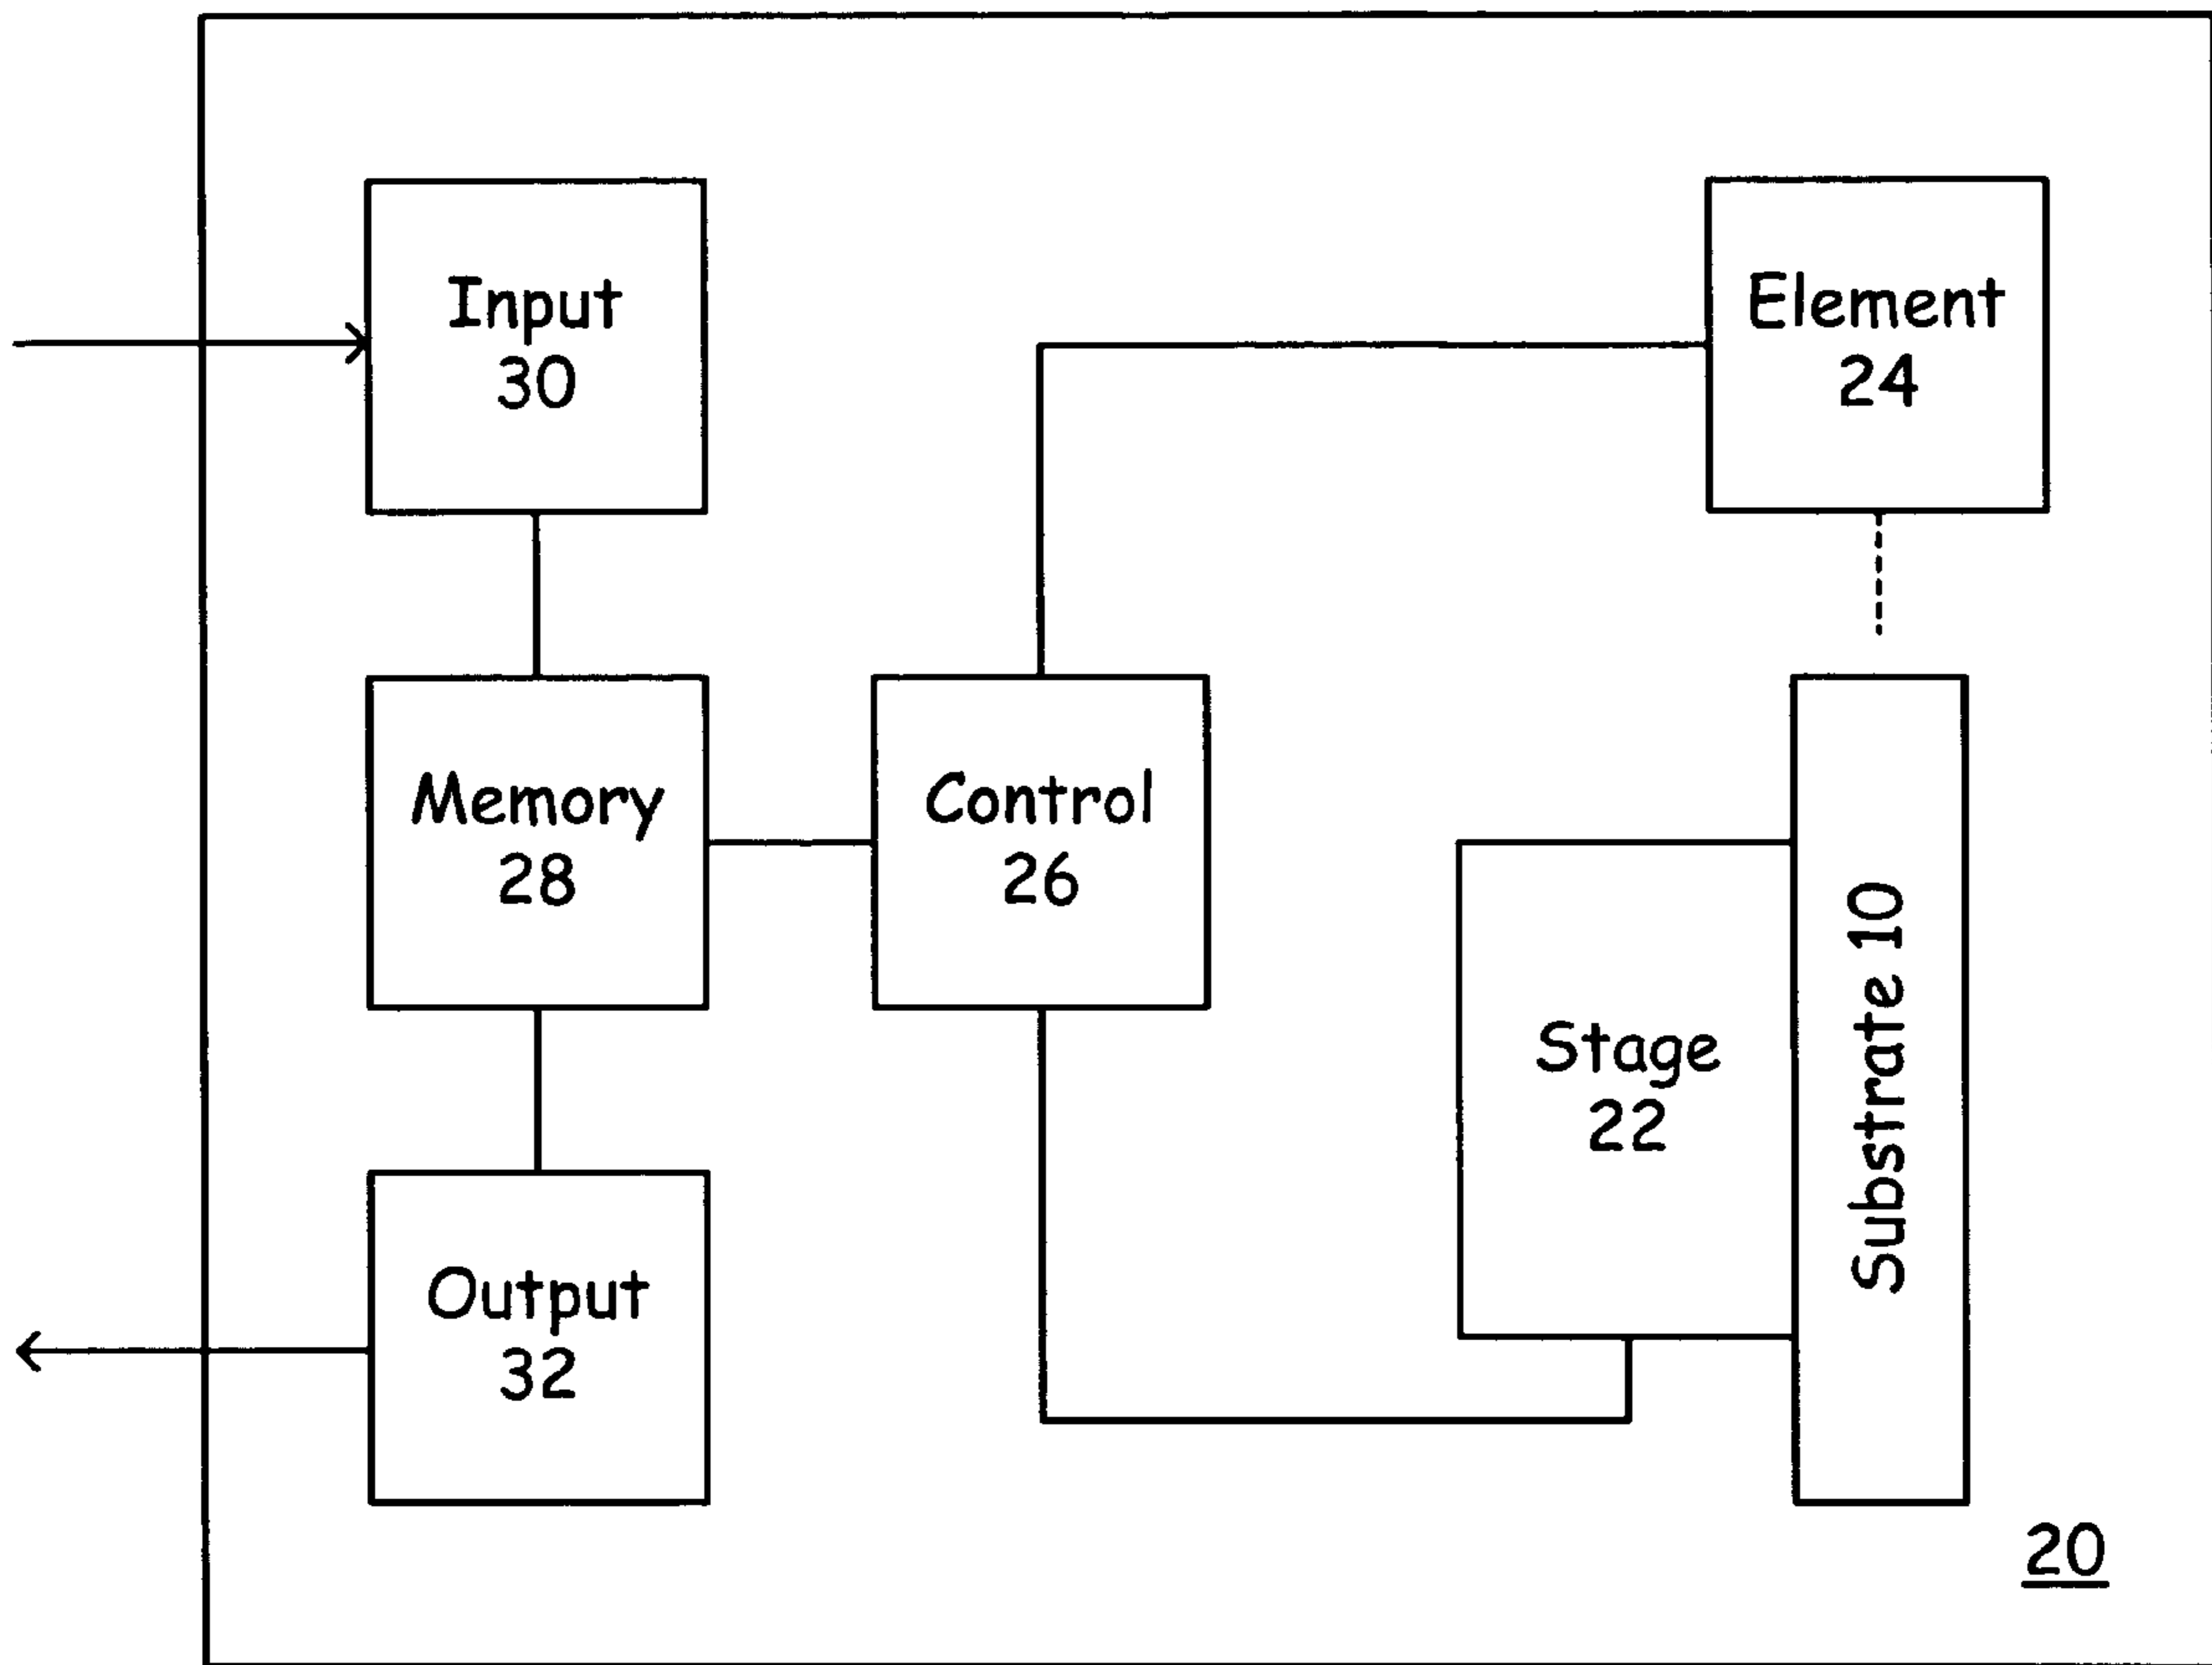 Input
30
Element
24
Memory
28
Control
26
Stage
22
Substrate 10
Output
32
20